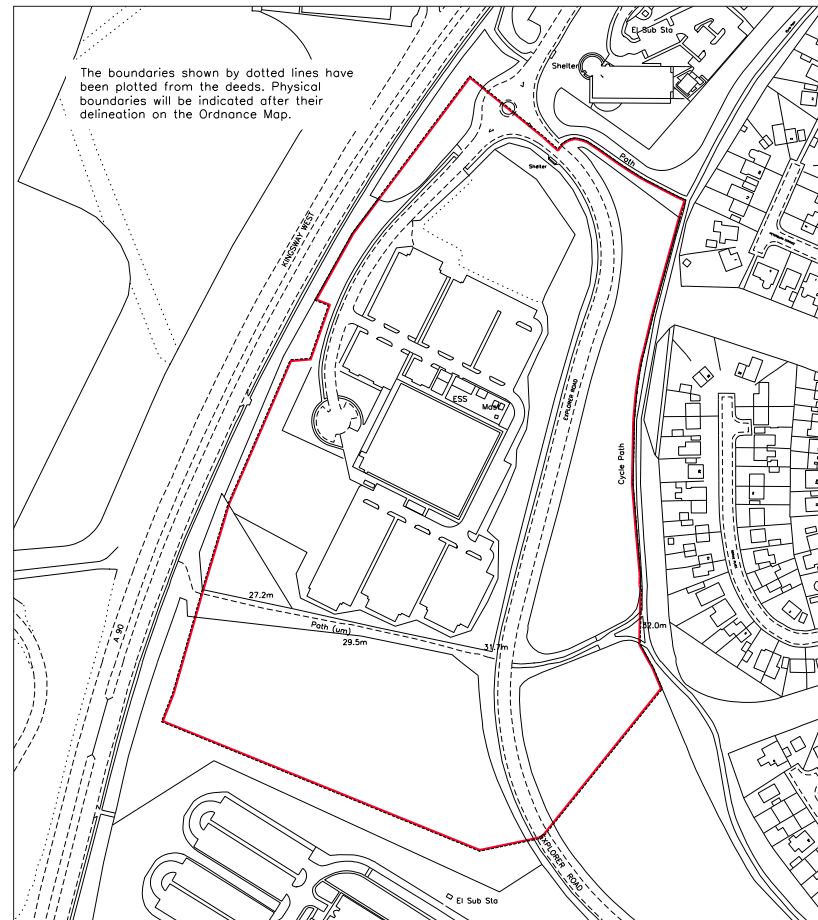 El Sub Sta
Shelter
The boundaries shown by dotted lines have
been plotted from the deeds. Physical
boundaries will be indicated after their
delineation on the Ordnance Map.
Path
Shelter
KINGSWAY WEST
EXPLORER ROAD
ESS
Mast
Cycle Path
27.2m
Path (um)
29.5m
31.7m
32.0m
A 90
EXPLORER ROAD
El Sub Sta